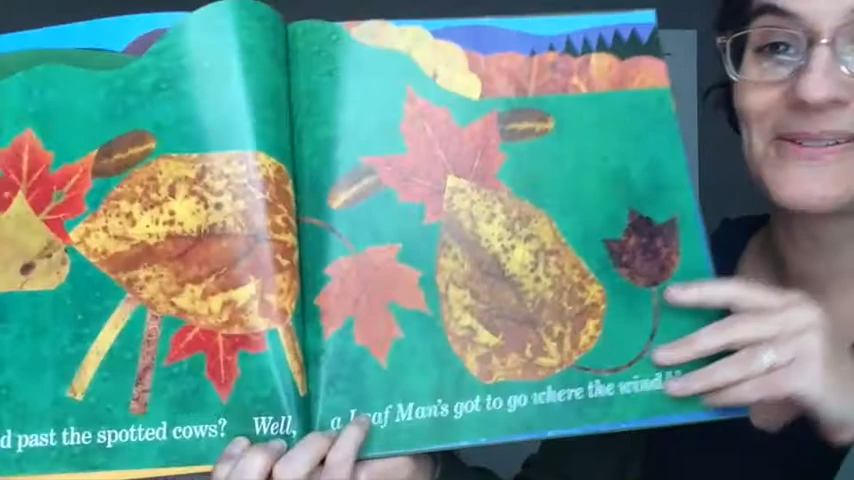 past the spotted cows? Well,
a Leaf Man's got to go where the wind